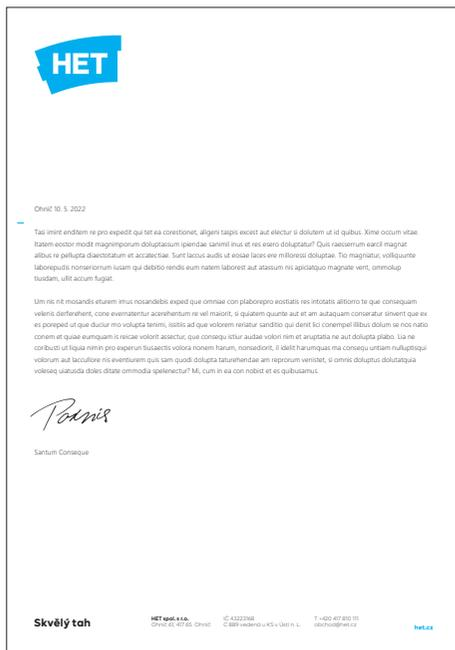 HET
Ohnič 10. 5. 2022
Tasi imint enditem re pro expedit qui tet ea corestionet, aligeni taspis excest aut electur si dolutem ut id quibus. Xime occum vitae.
Itatem eostor modit magnimporum doluptassum ipiendae sanimil inus et res esero doluptatur? Quis raesserrum earcil magnat
alibus re pellupta diaestotatum et accatectiae. Sunt laccus audis ut eosae laces ere milloressi doluptae. Tio magniatur, volliquunte
laborepudis nonseriorrum iusam qui debitio rendis eum natem laborest aut atassum nis apiciatquo magnate vent, ommolup
tiusdam, ullit accum fugiat.
Um nis nit mosandis eturem imus nosandebis exped que omniae con plaborepro eostiatis res intotatis alitiorro te que consequam
velenis derferehent, cone evernatentur acerehentum re vel maiorit, si quiatem quunte aut et am autaquam conseratur sinvent que ex
es poreped ut que duciur mo volupta tenimi, issitiis ad que volorem reriatur sanditio qui denit lici conempel illibus dolum se nos natio
conem et quiae eumquam is reicae volorit assectur, que consequ istiur audae volori nim et aruptatia ne aut dolupta plabo. Lia ne
coribusti ut liquia nimin pro experun tiusaectis volora nonem harum, nonsediorit, il idelit harumquas ma consequ untiam nulluptisqui
volorum aut laccullore nis eventiurem quis sam quodi dolupta taturehendae am reprorum venistet, si omnis doluptus dolutatquia
voleseq uiatusda doles ditate ommodia spelenectur? Mi, cum in ea con nobist et es quibusamus.
Santum Conseque
Skvělý tah
HET spol. s r.o.
Ohníč 61, 417 65 Ohníč
IČ 43223168
C 889 vedená u KS v Ústí n. L.
T +420 417 810 111
obchod@het.cz
het.cz